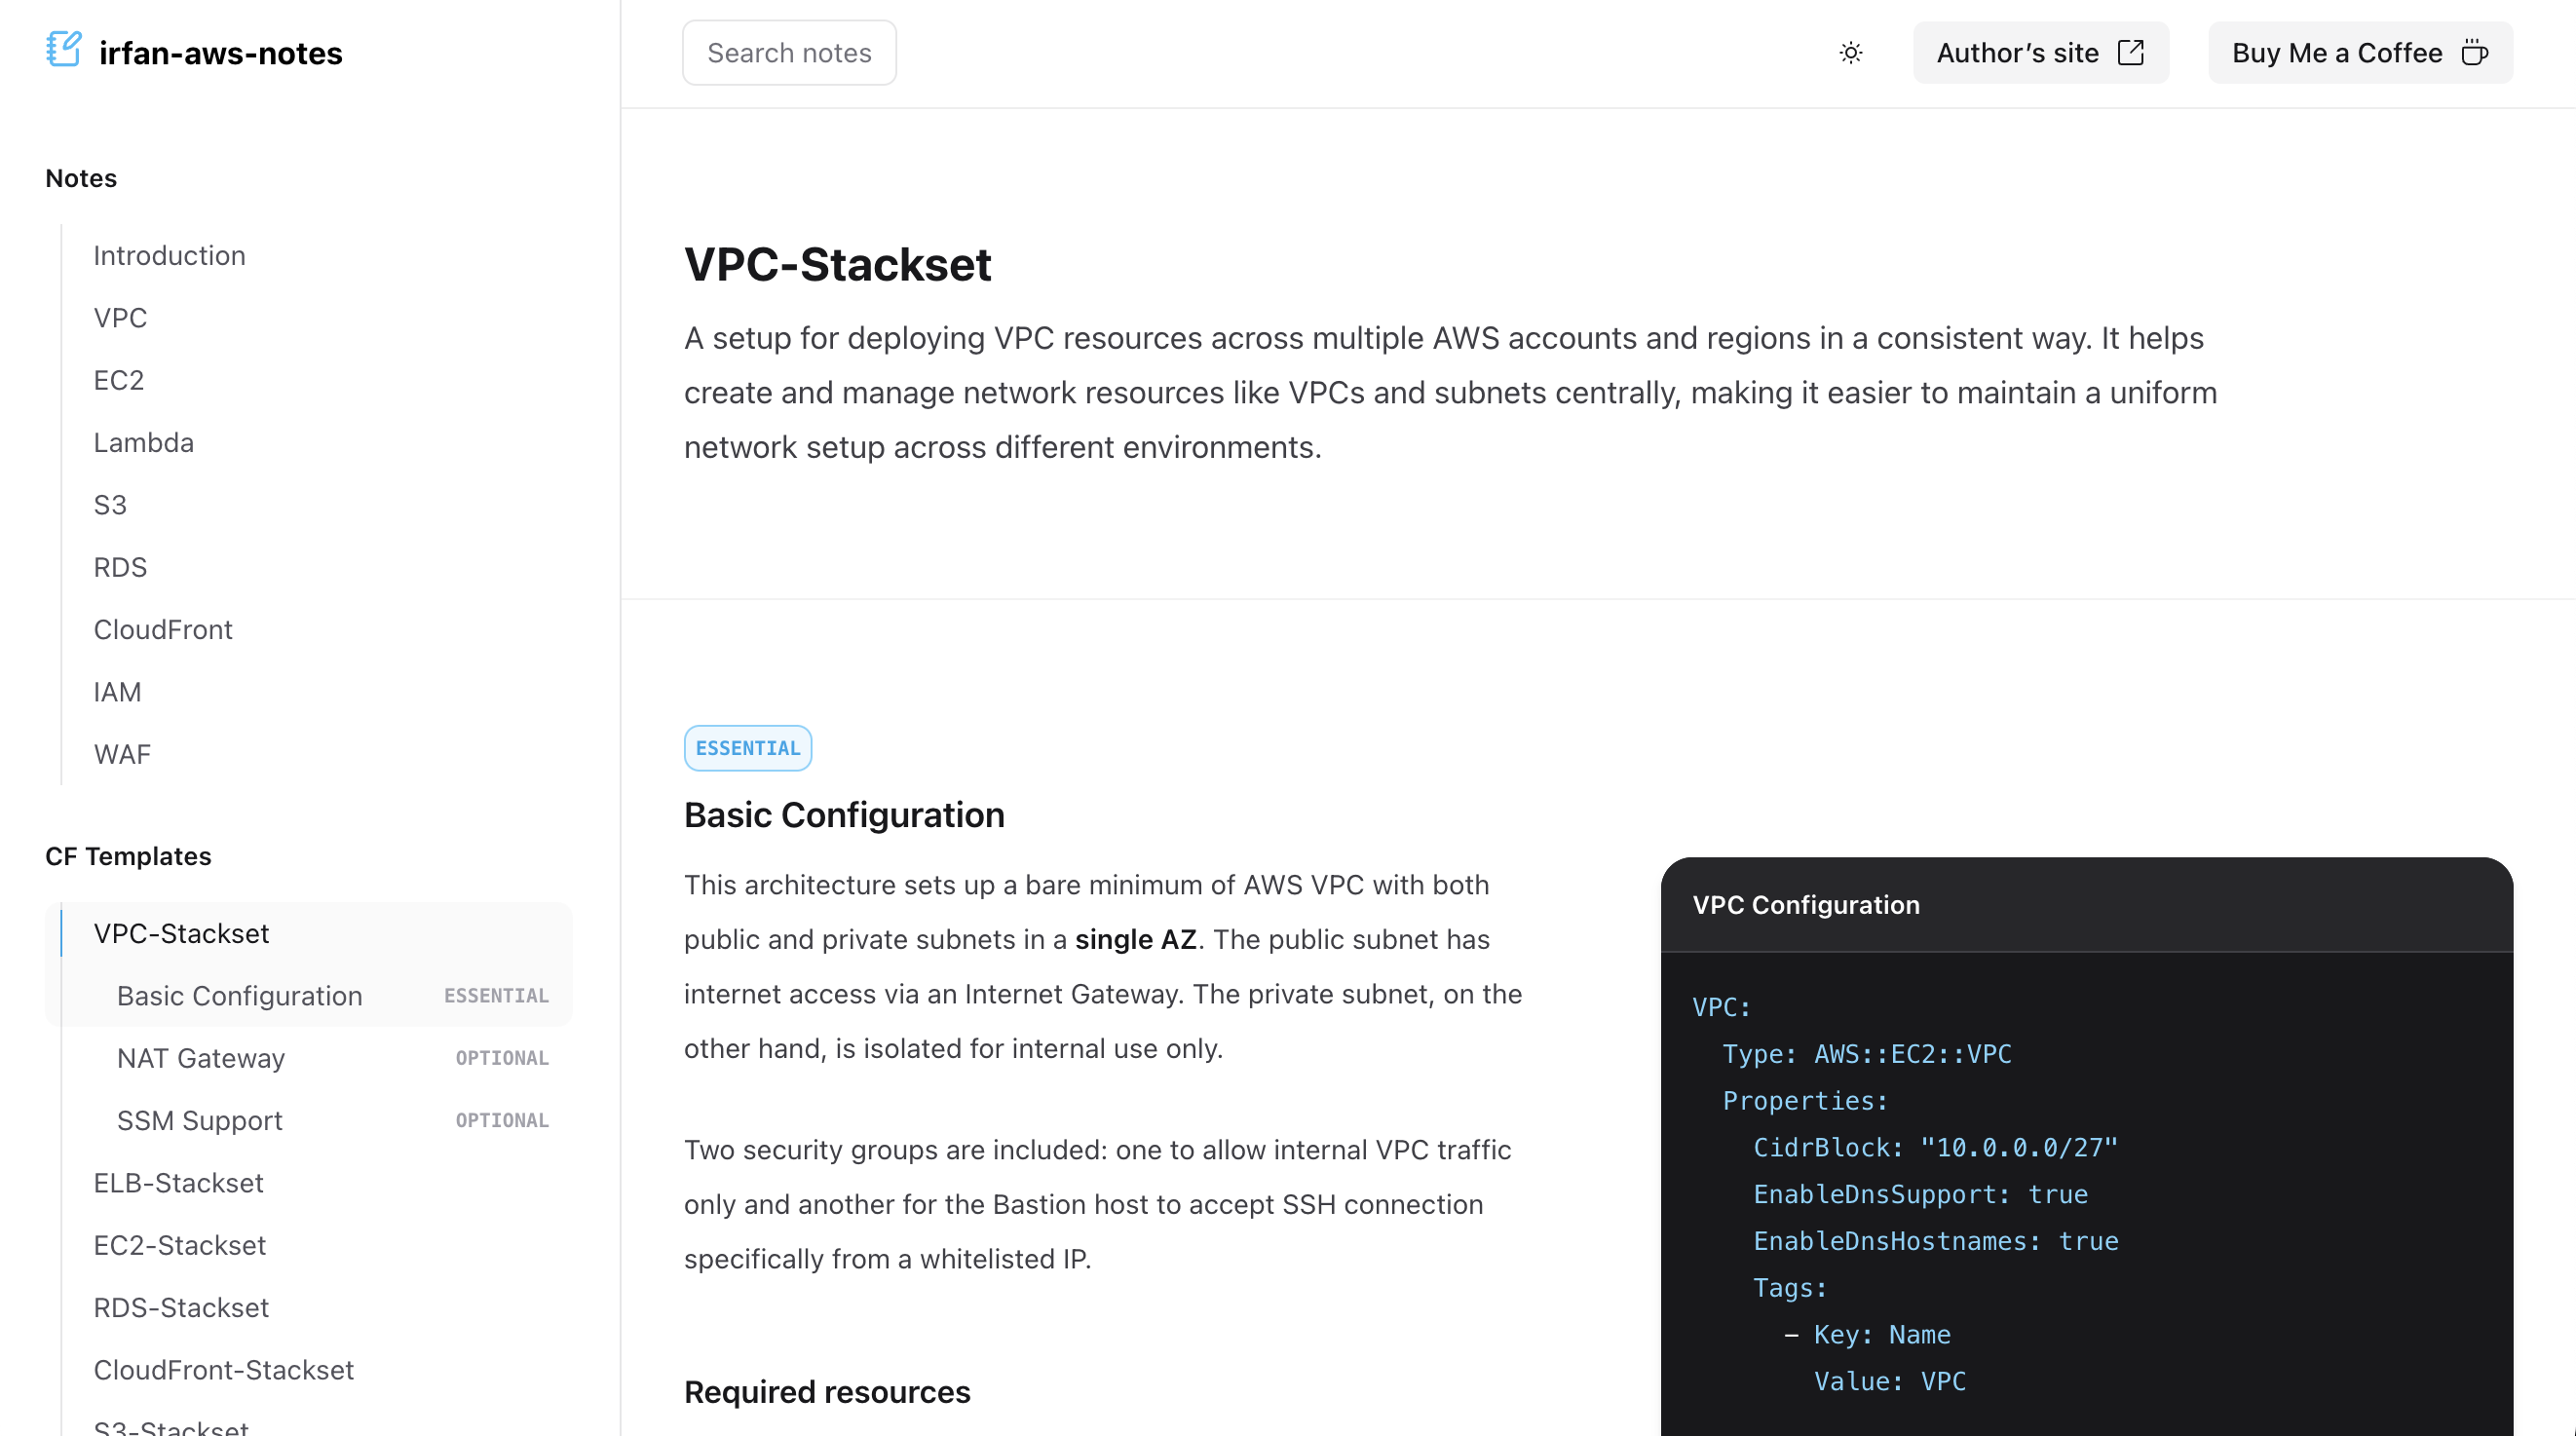 irfan-aws-notes
Search notes
Author's site
Buy Me a Coffee
Notes
Introduction
VPC
EC2
Lambda
S3
RDS
CloudFront
IAM
WAF
CF Templates
VPC-Stackset
Basic Configuration ESSENTIAL
NAT Gateway OPTIONAL
SSM Support OPTIONAL
ELB-Stackset
EC2-Stackset
RDS-Stackset
CloudFront-Stackset
S3-Stackset
VPC-Stackset
A setup for deploying VPC resources across multiple AWS accounts and regions in a consistent way. It helps
create and manage network resources like VPCs and subnets centrally, making it easier to maintain a uniform
network setup across different environments.
ESSENTIAL
Basic Configuration
This architecture sets up a bare minimum of AWS VPC with both
public and private subnets in a single AZ. The public subnet has
internet access via an Internet Gateway. The private subnet, on the
other hand, is isolated for internal use only.
Two security groups are included: one to allow internal VPC traffic
only and another for the Bastion host to accept SSH connection
specifically from a whitelisted IP.
Required resources
VPC Configuration
VPC:
  Type: AWS::EC2::VPC
  Properties:
    CidrBlock: "10.0.0.0/27"
    EnableDnsSupport: true
    EnableDnsHostnames: true
    Tags:
      - Key: Name
        Value: VPC